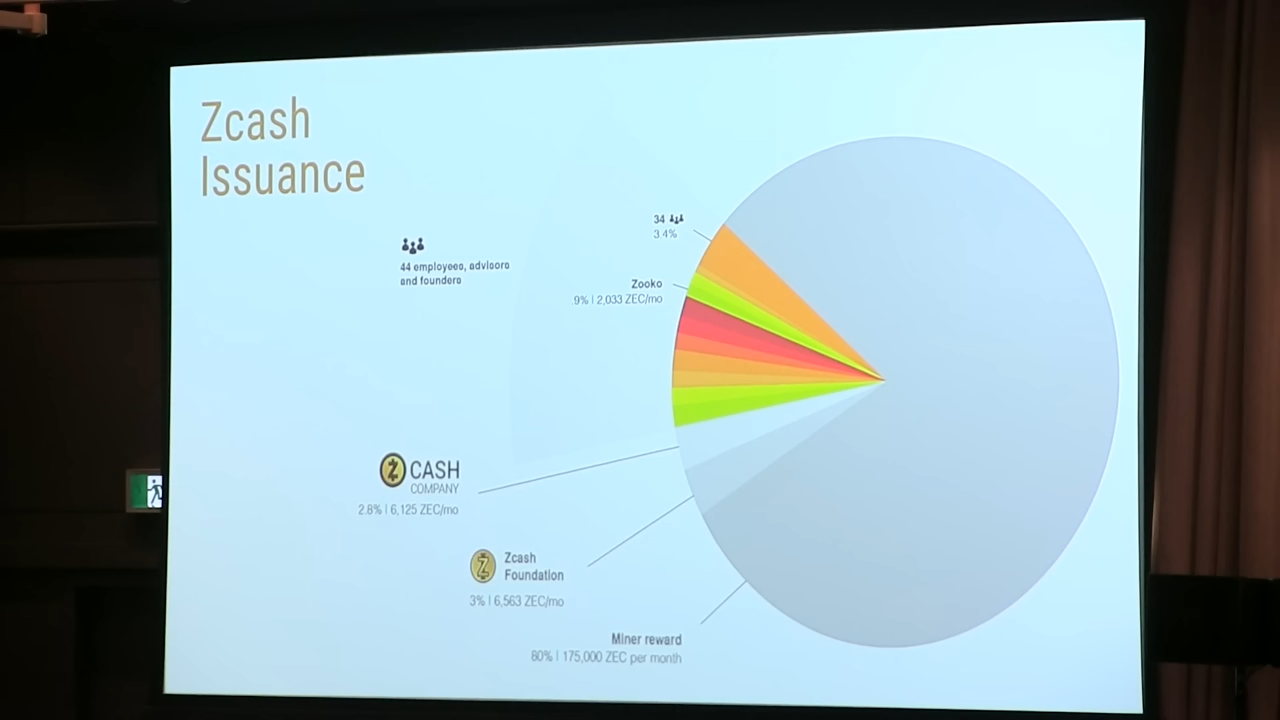 Zcash
Issuance
34
3.4%
44 employees, advisors
and founders
Zooko
9% | 2,033 ZEC/mo
CASH
COMPANY
2.8% | 6,125 ZEC/mo
Zcash
Foundation
3% | 6,563 ZEC/mo
Miner reward
80% | 175,000 ZEC per month